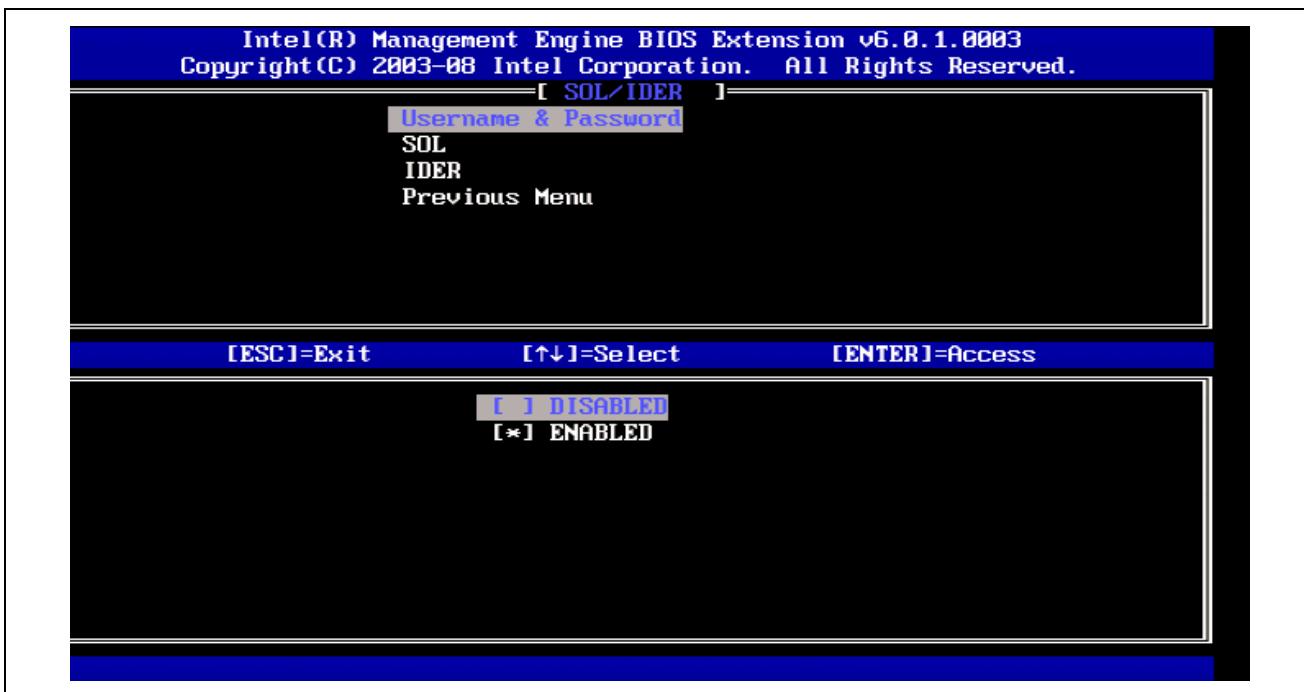 Intel(R) Management Engine BIOS Extension v6.0.1.0003
Copyright(C) 2003-08 Intel Corporation. All Rights Reserved.
[ SOL/IDER ]
Username & Password
SOL
IDER
Previous Menu
[ESC]=Exit [↑↓]=Select [ENTER]=Access
[ ] DISABLED
[*] ENABLED